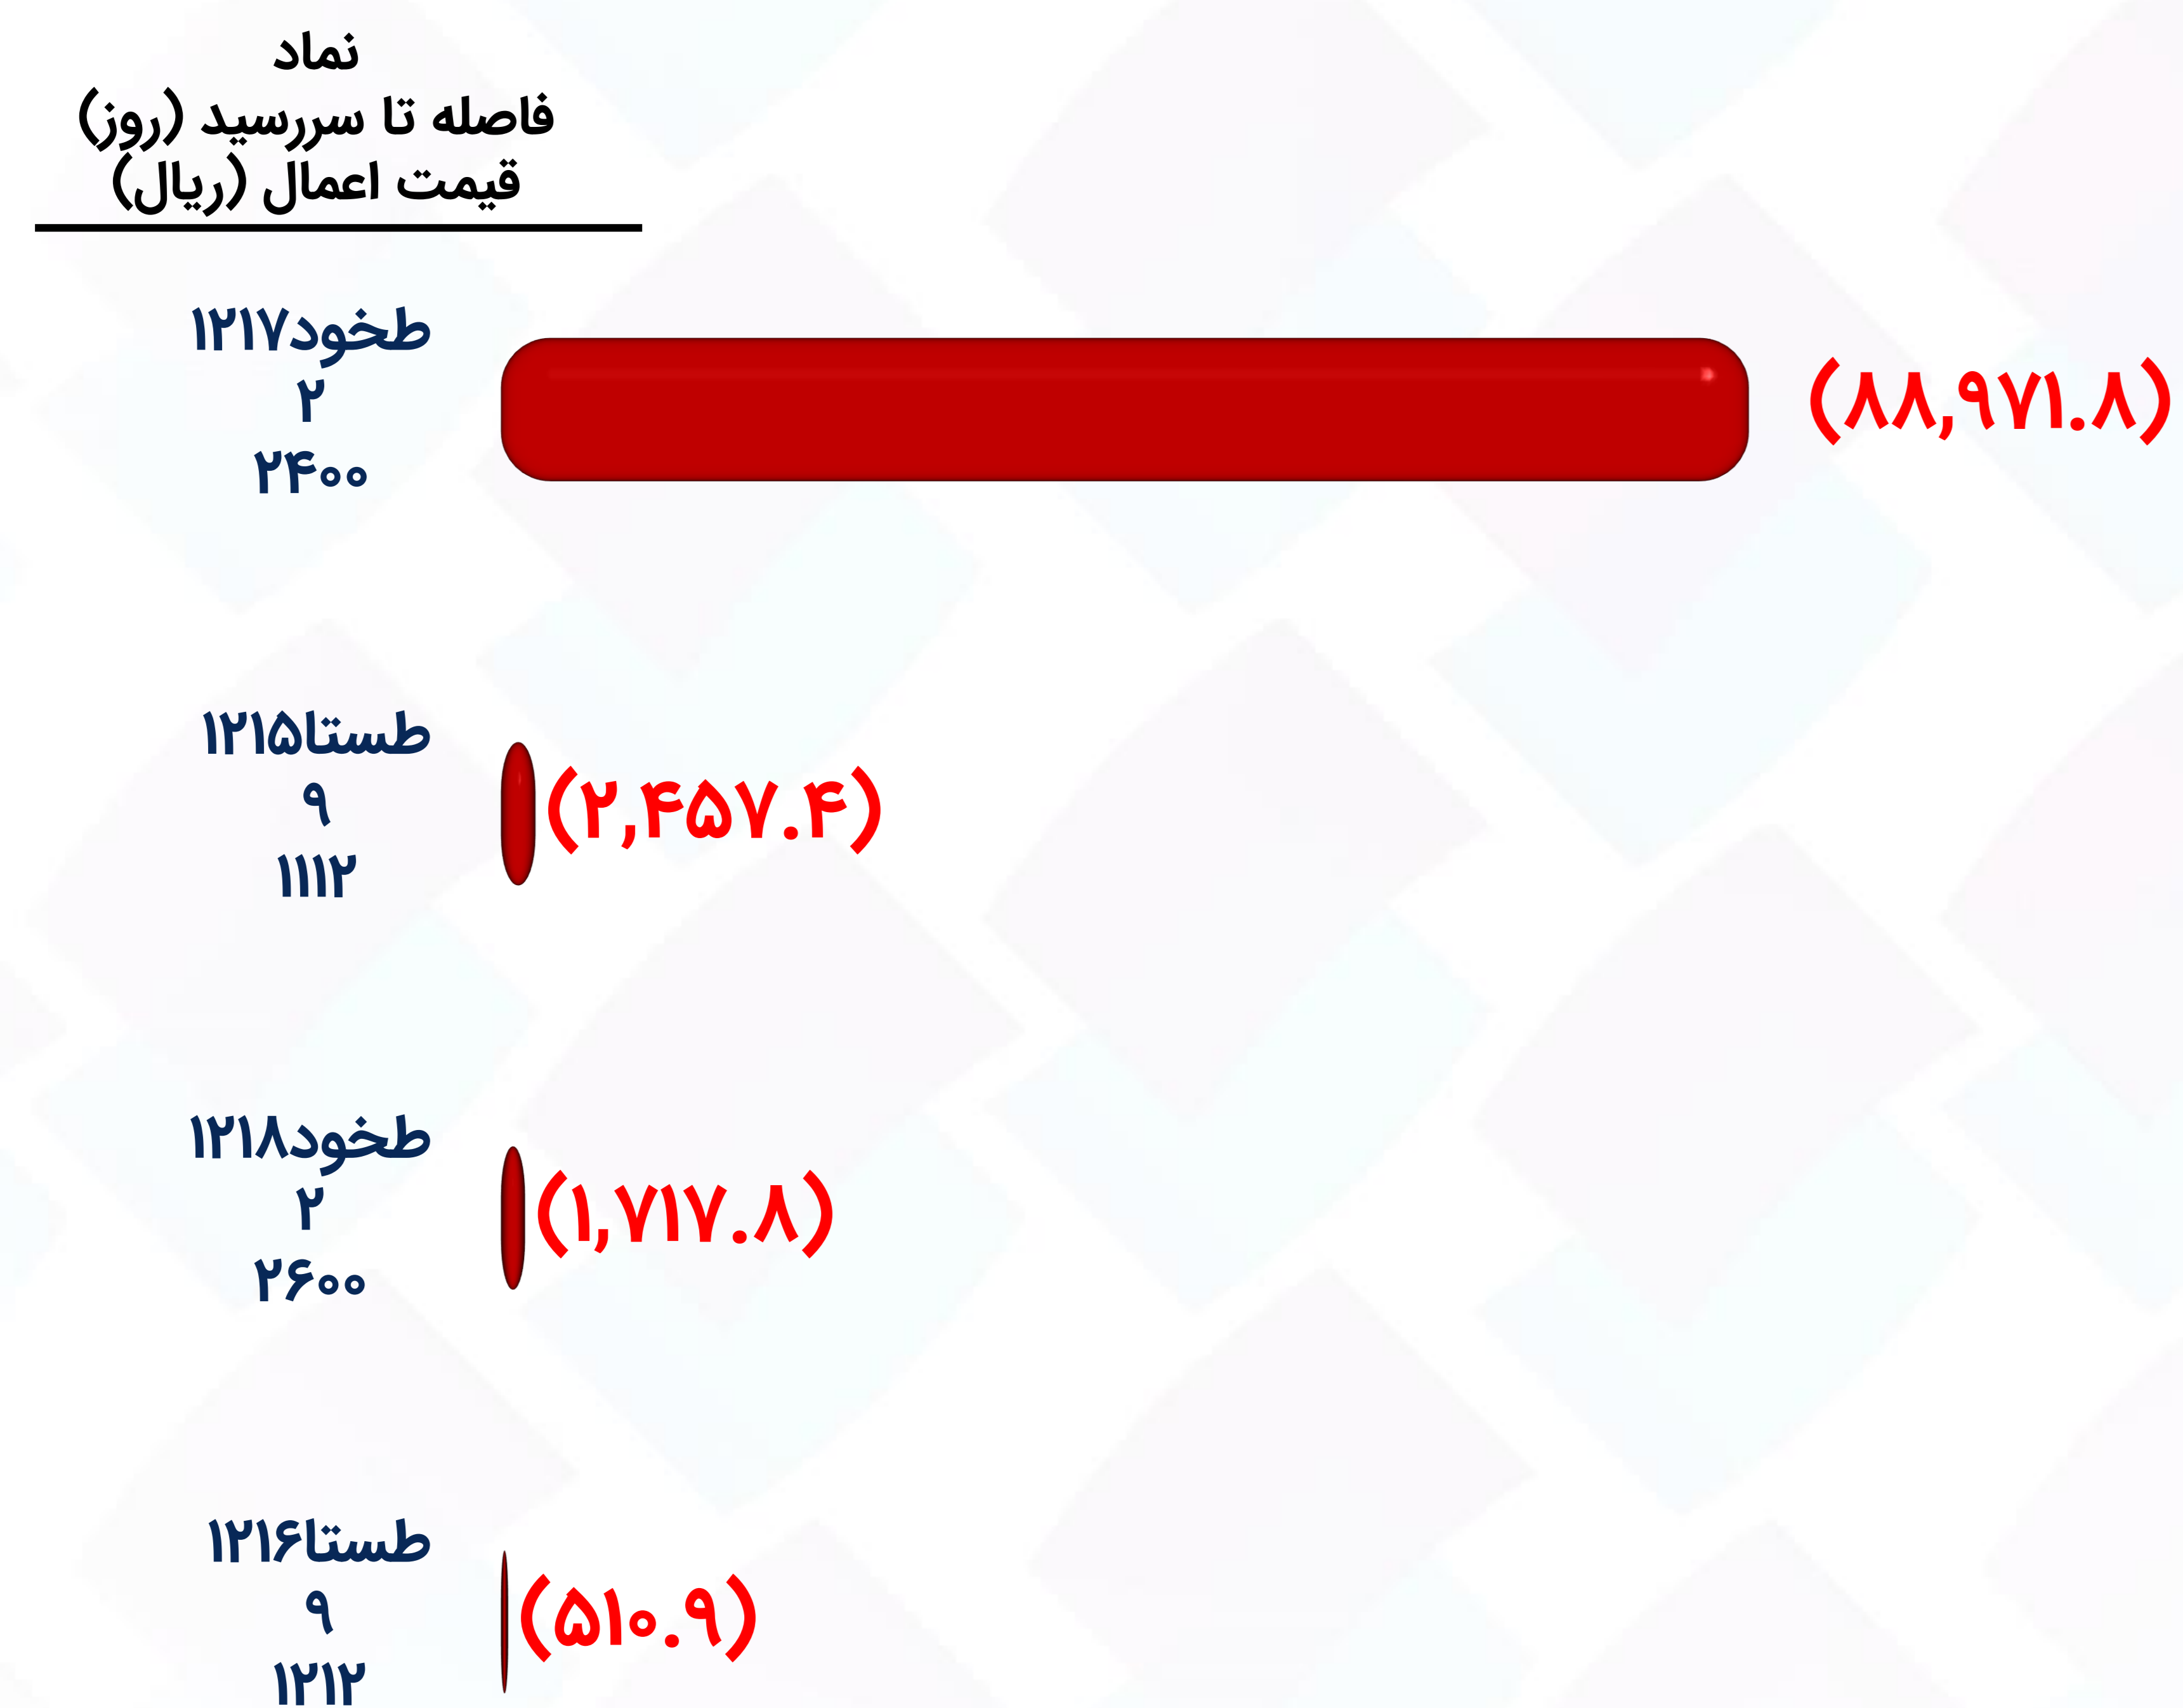 نماد
فاصله تا سررسید (روز)
قیمت اعمال (ریال)
طخود۱۲۱۷
۲
۲۴۰۰
(۸۸,۹۷۱.۸)
طستا۱۲۱۵
۹
۱۱۱۲
(۲,۴۵۷.۴)
طخود۱۲۱۸
۲
۲۶۰۰
(۱,۷۱۷.۸)
طستا۱۲۱۶
۹
۱۲۱۲
(۵۱۰.۹)